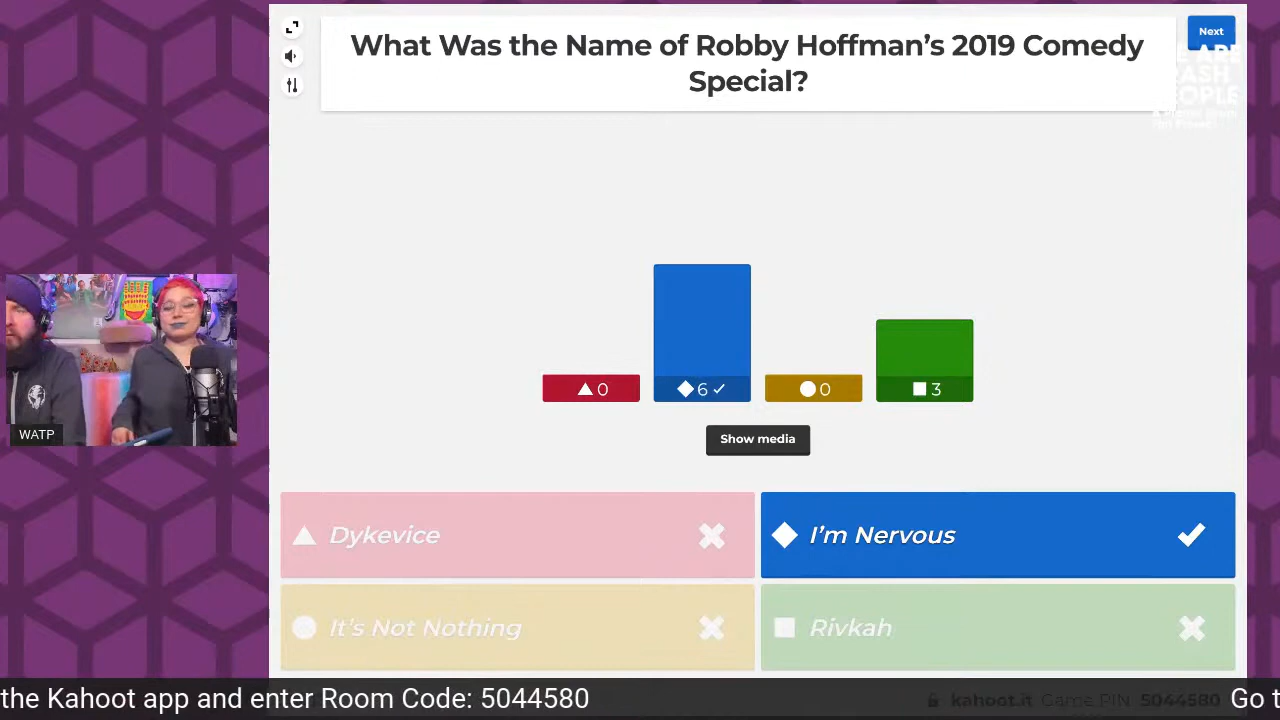 What Was the Name of Robby Hoffman's 2019 Comedy
Special?
Next
0
6
0
3
Show media
Dykevice
I'm Nervous
It's Not Nothing
Rivkah
WATP
the Kahoot app and enter Room Code: 5044580
kahoot.it Game PIN: 5044580
Go t